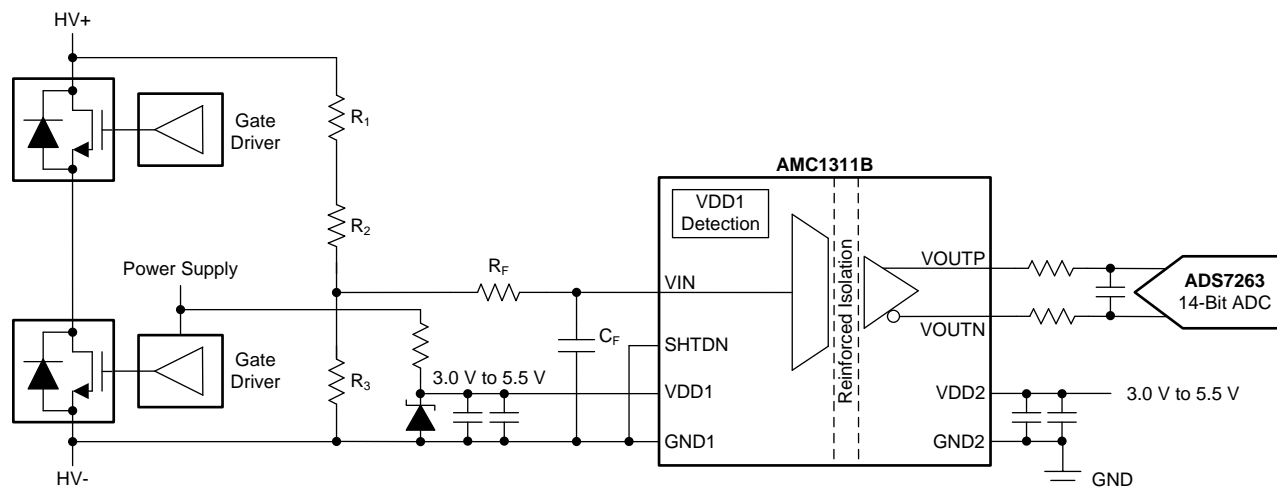 HV+
Gate
Driver
R1
R2
Power Supply
RF
Gate
Driver
R3
3.0 V to 5.5 V
CF
HV-
AMC1311B
VDD1
Detection
Reinforced Isolation
VIN
SHTDN
VDD1
GND1
VOUTP
VOUTN
VDD2
GND2
ADS7263
14-Bit ADC
3.0 V to 5.5 V
GND